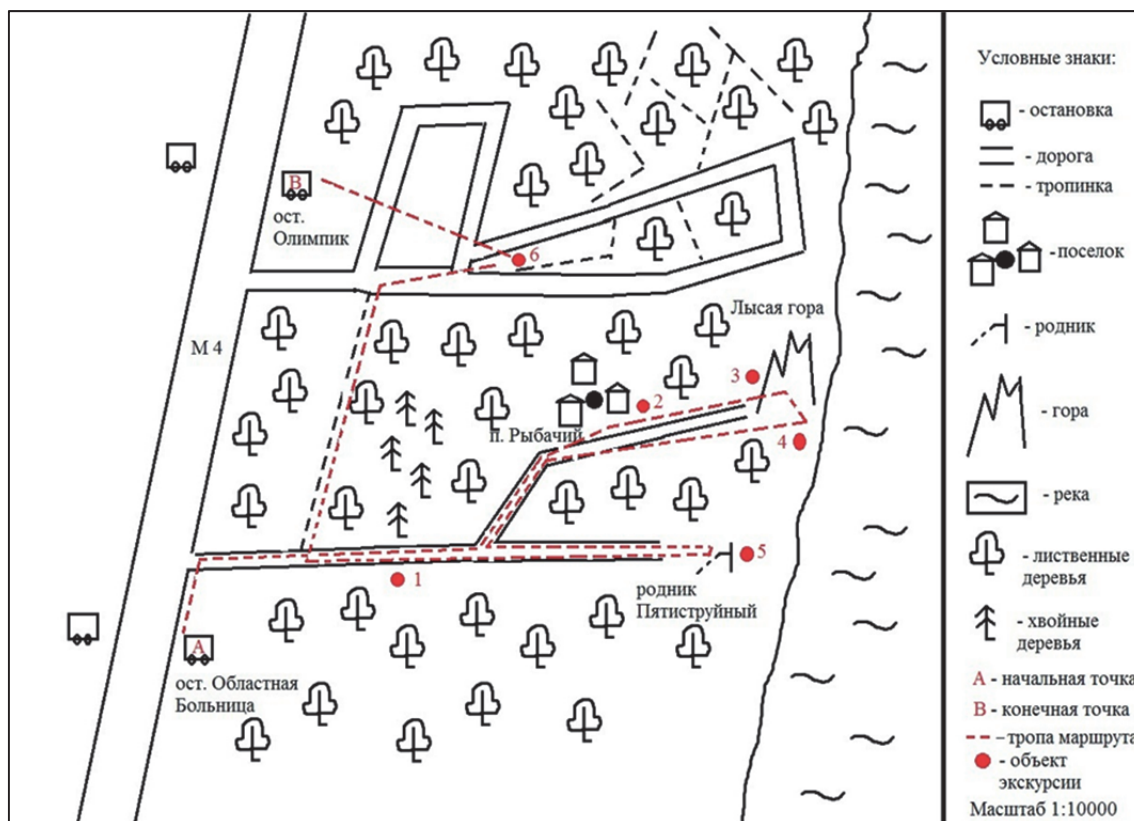 В
ост.
Олимпик
6
М 4
Лысая гора
3
2
п. Рыбачий
4
5
1
родник
Пятиструйный
А
ост. Областная
Больница
Условные знаки:
- остановка
- дорога
- тропинка
- поселок
- родник
- гора
- река
- лиственные
деревья
- хвойные
деревья
А - начальная точка
В - конечная точка
– тропа маршрута
- объект
экскурсии
Масштаб 1:10000